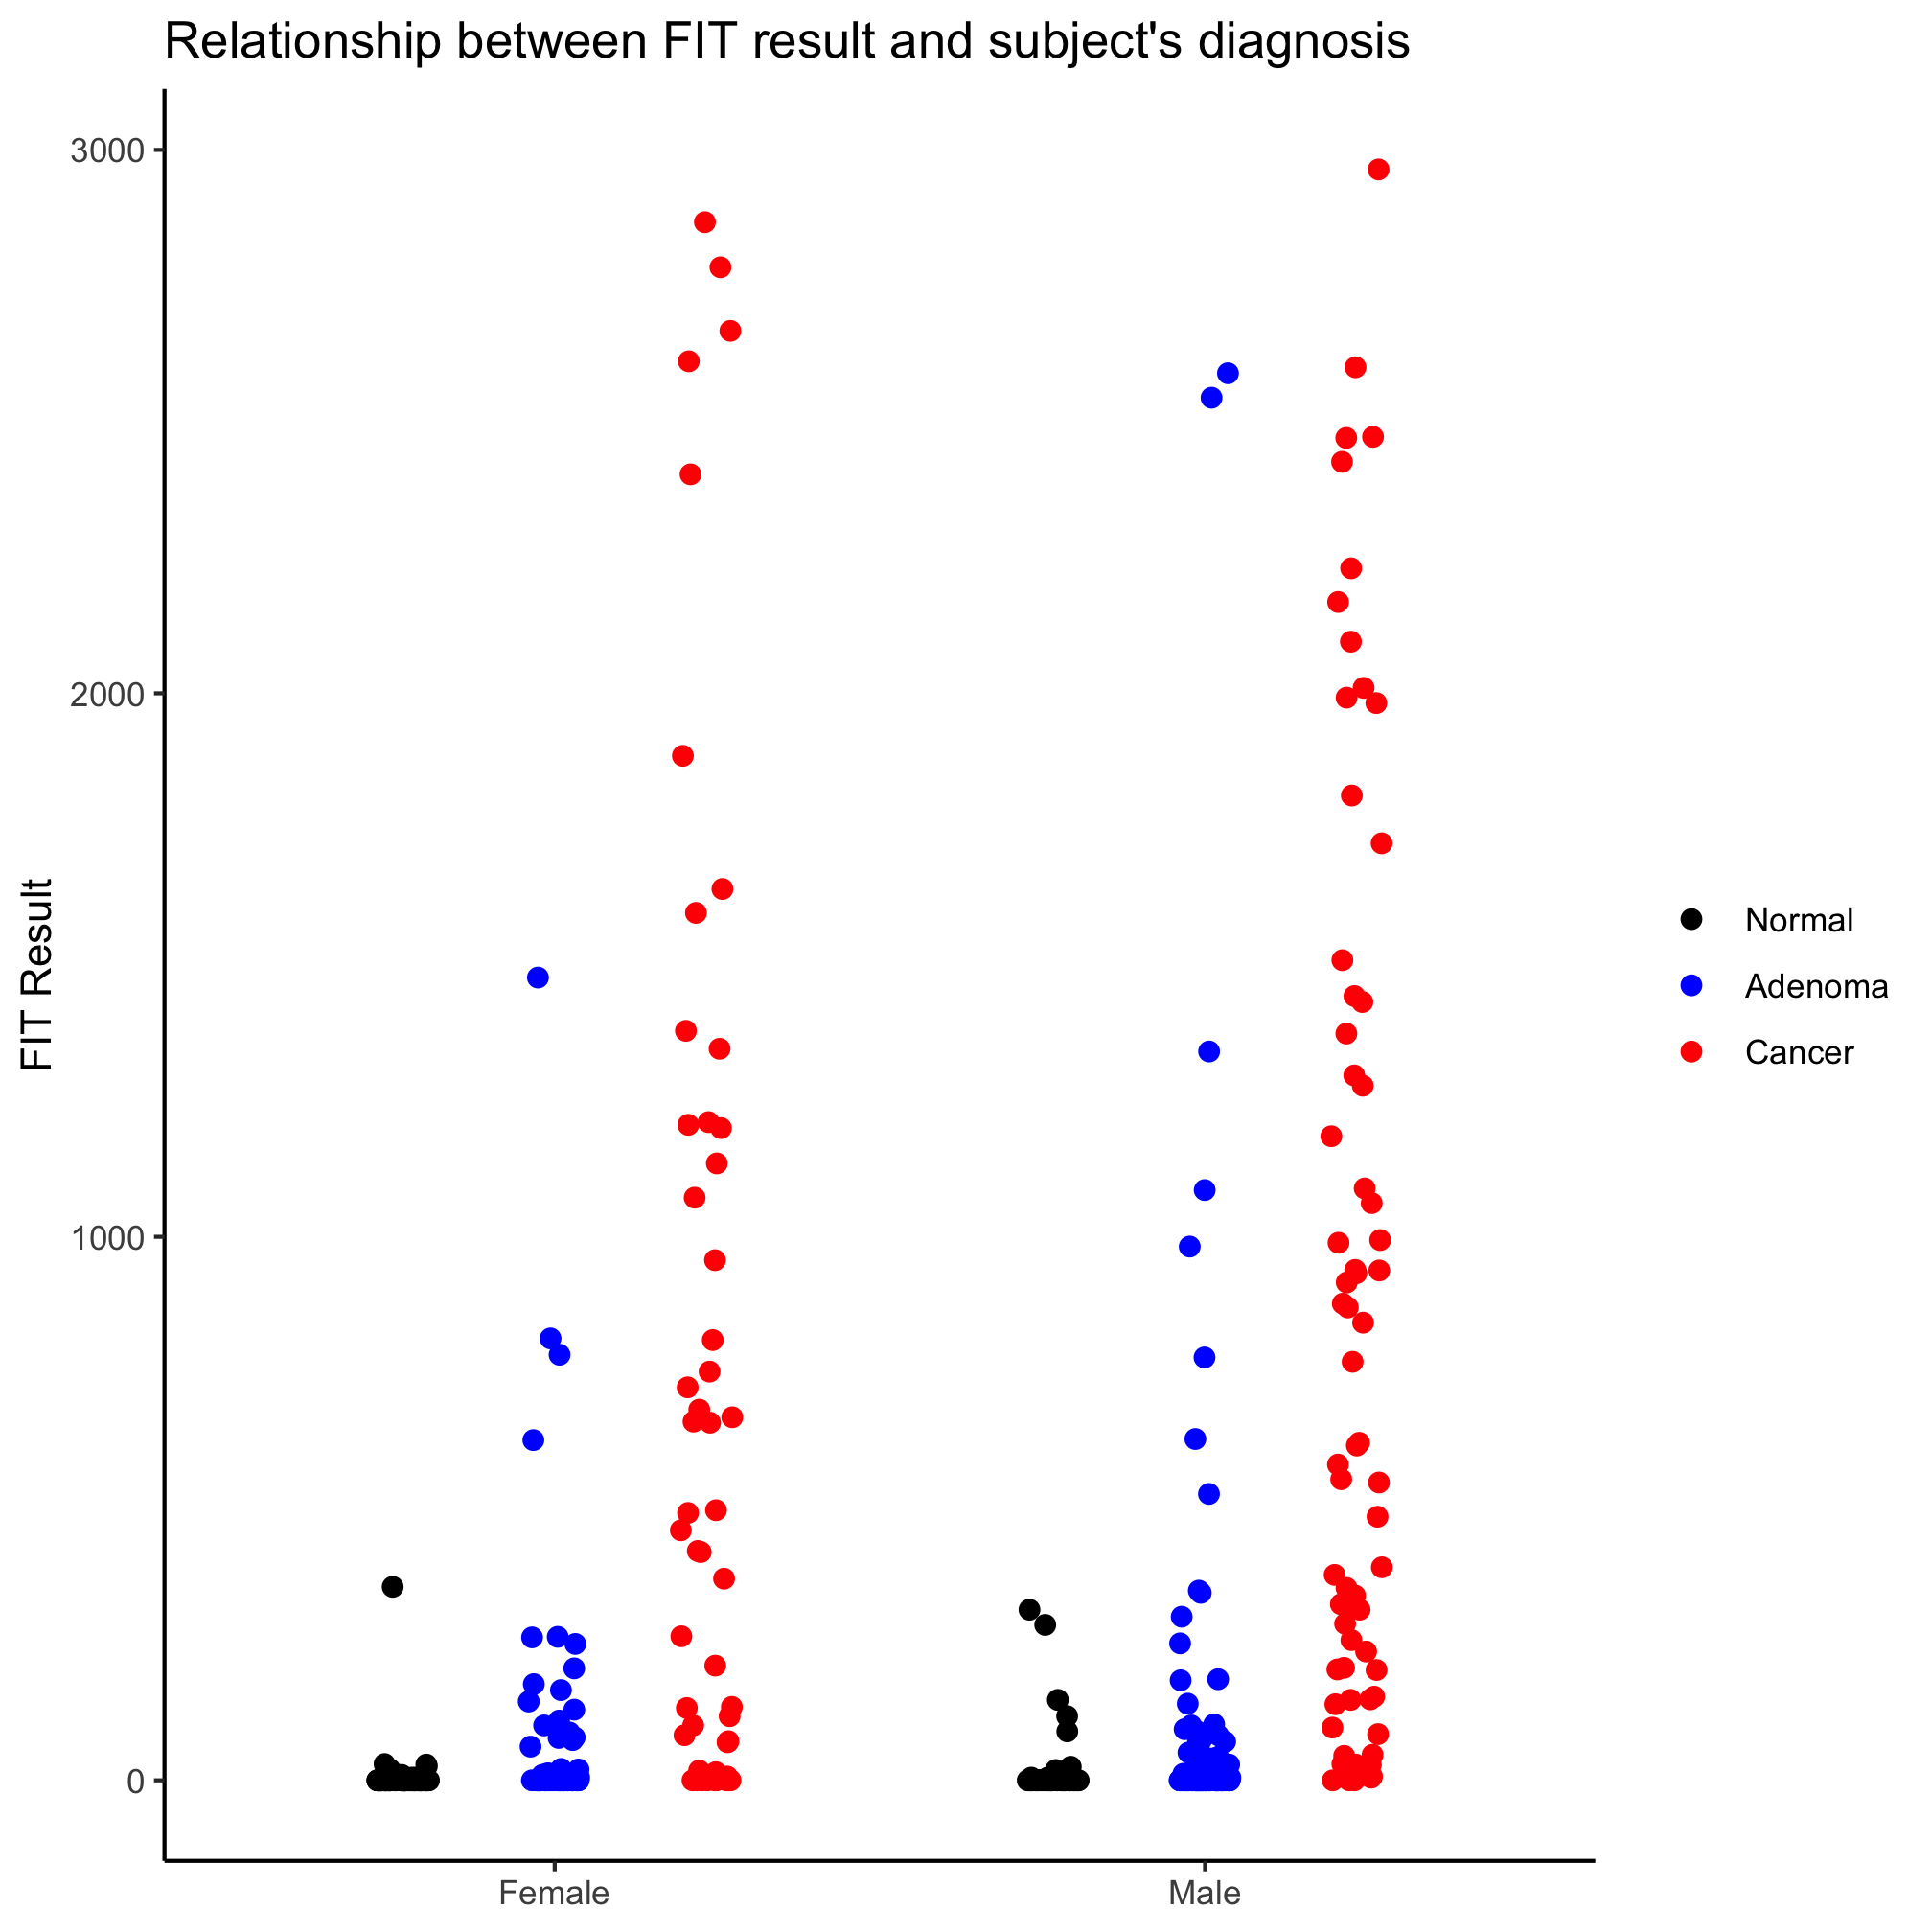 Relationship between FIT result and subject's diagnosis
3000
2000
1000
0
FIT Result
Female
Male
Normal
Adenoma
Cancer